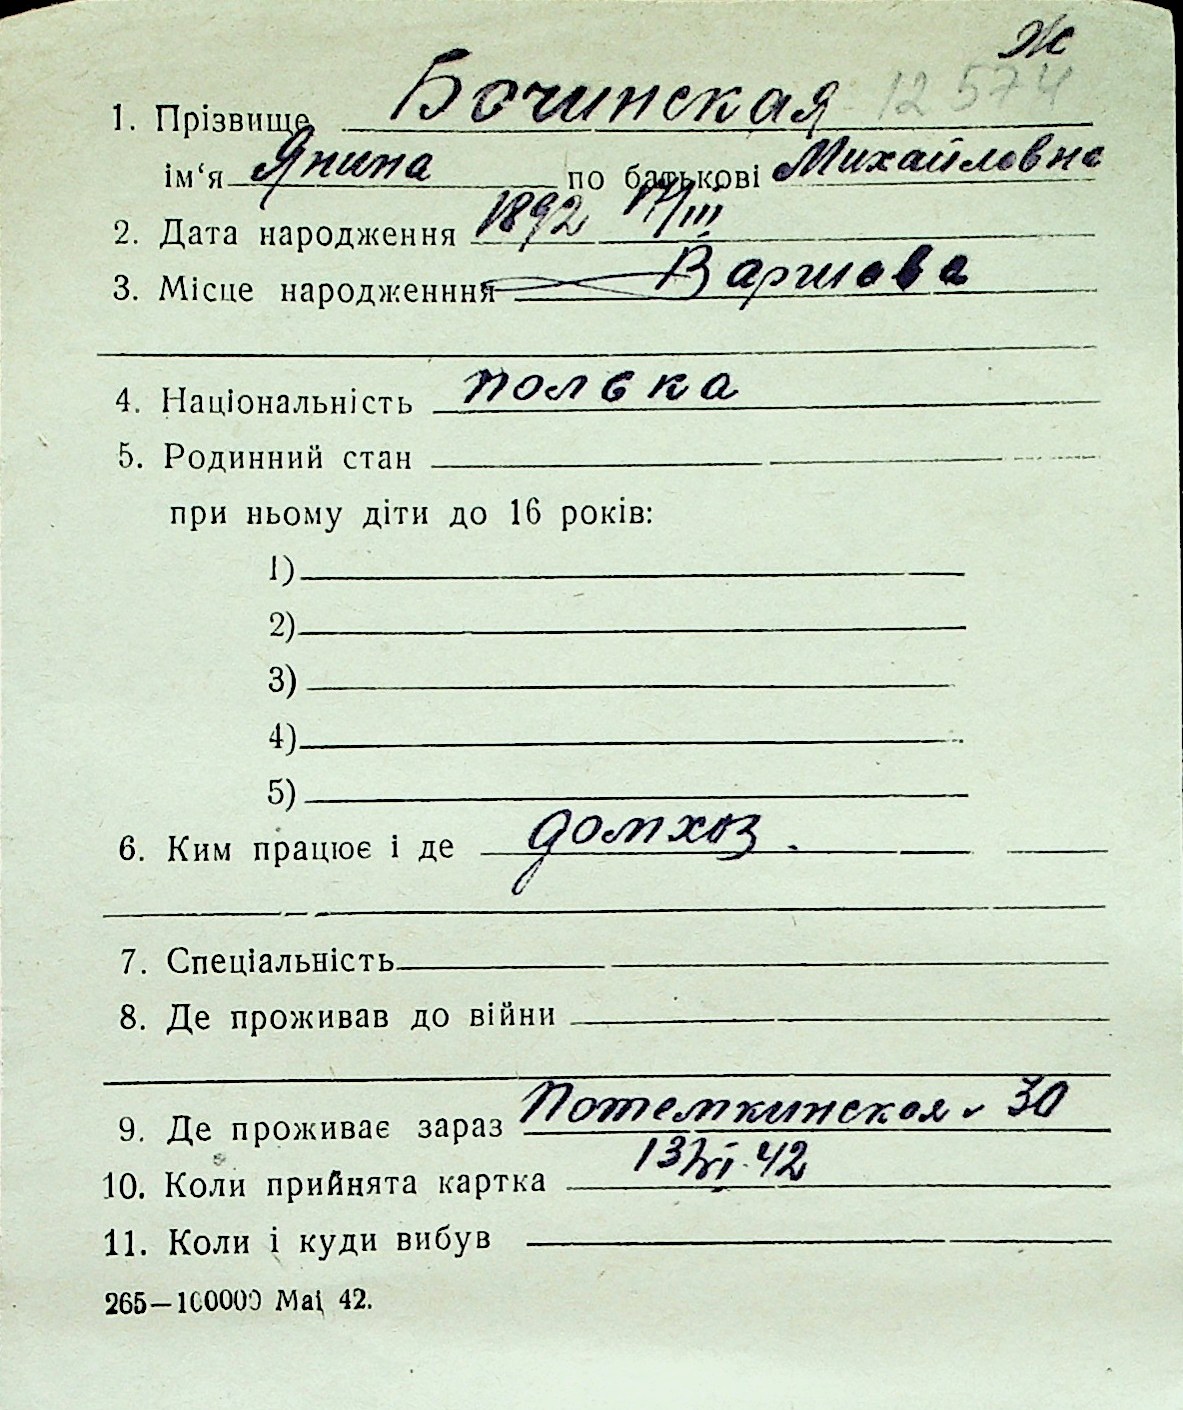 Ж
1. Прізвище Бочинская 12574
ім‘я Янина по батькові Михайловна
2. Дата народження 1892 17/III
3. Місце народженння Варшава
4. Національність полька
5. Родинний стан
при ньому діти до 16 років:
1)
2)
3)
4)
5)
6. Ким працює і де домхоз.
7. Спеціальність
8. Де проживав до війни
9. Де проживає зараз Потемкинская 30
10. Коли прийнята картка 13/VI-42
11. Коли і куди вибув
265—100000 Маі 42.